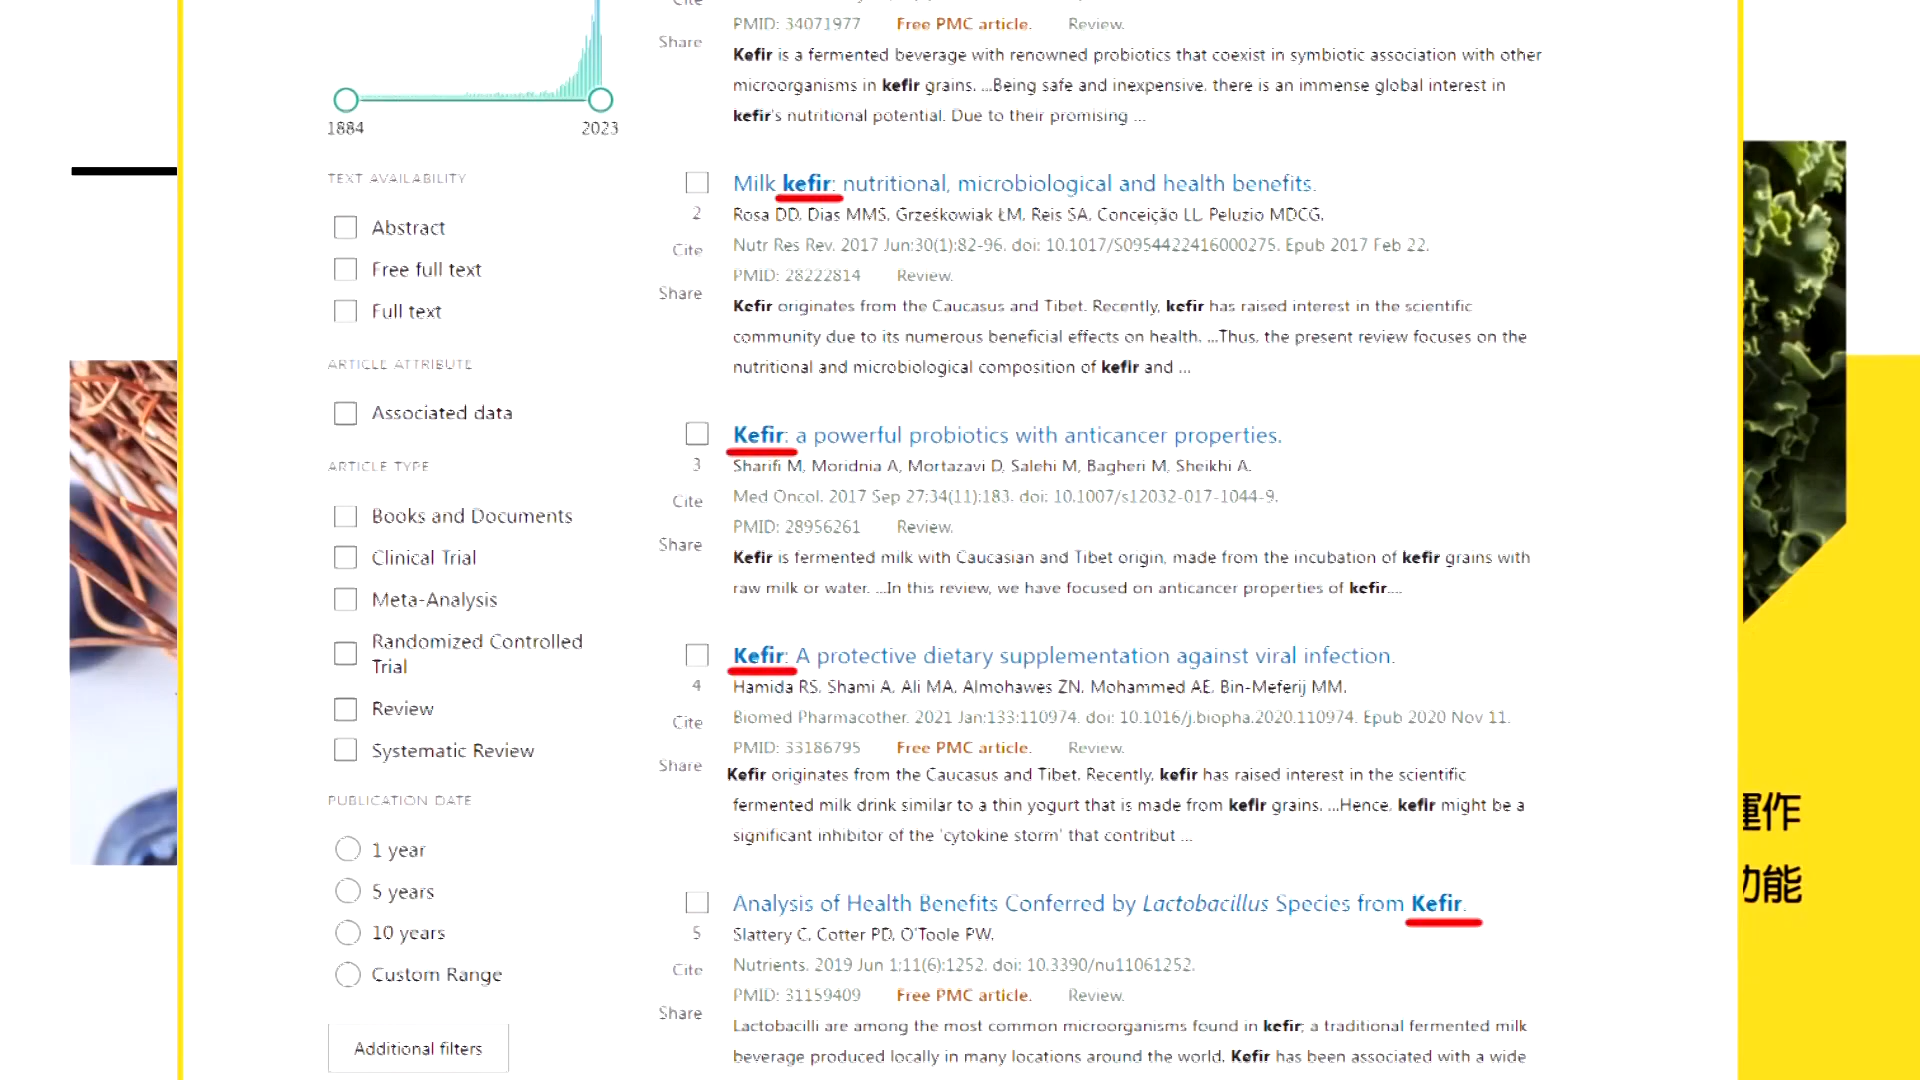 1884
2023
TEXT AVAILABILITY
Abstract
Free full text
Full text
ARTICLE ATTRIBUTE
Associated data
ARTICLE TYPE
Books and Documents
Clinical Trial
Meta-Analysis
Randomized Controlled
Trial
Review
Systematic Review
PUBLICATION DATE
1 year
5 years
10 years
Custom Range
Additional filters
Cite
PMID: 34071977 Free PMC article. Review.
Share
Kefir is a fermented beverage with renowned probiotics that coexist in symbiotic association with other
microorganisms in kefir grains. ...Being safe and inexpensive, there is an immense global interest in
kefir's nutritional potential. Due to their promising ...
Milk kefir: nutritional, microbiological and health benefits.
2
Rosa DD, Dias MMS, Grześkowiak ŁM, Reis SA, Conceição LL, Peluzio MDCG.
Cite
Nutr Res Rev. 2017 Jun;30(1):82-96. doi: 10.1017/S0954422416000275. Epub 2017 Feb 22.
PMID: 28222814 Review.
Share
Kefir originates from the Caucasus and Tibet. Recently, kefir has raised interest in the scientific
community due to its numerous beneficial effects on health. ...Thus, the present review focuses on the
nutritional and microbiological composition of kefir and ...
Kefir: a powerful probiotics with anticancer properties.
3
Sharifi M, Moridnia A, Mortazavi D, Salehi M, Bagheri M, Sheikhi A.
Cite
Med Oncol. 2017 Sep 27;34(11):183. doi: 10.1007/s12032-017-1044-9.
PMID: 28956261 Review.
Share
Kefir is fermented milk with Caucasian and Tibet origin, made from the incubation of kefir grains with
raw milk or water. ...In this review, we have focused on anticancer properties of kefir....
Kefir: A protective dietary supplementation against viral infection.
4
Hamida RS, Shami A, Ali MA, Almohawes ZN, Mohammed AE, Bin-Meferij MM.
Cite
Biomed Pharmacother. 2021 Jan;133:110974. doi: 10.1016/j.biopha.2020.110974. Epub 2020 Nov 11.
PMID: 33186795 Free PMC article. Review.
Share
Kefir originates from the Caucasus and Tibet. Recently, kefir has raised interest in the scientific
fermented milk drink similar to a thin yogurt that is made from kefir grains. ...Hence, kefir might be a
significant inhibitor of the 'cytokine storm' that contribut ...
Analysis of Health Benefits Conferred by Lactobacillus Species from Kefir.
5
Slattery C, Cotter PD, O'Toole PW.
Cite
Nutrients. 2019 Jun 1;11(6):1252. doi: 10.3390/nu11061252.
PMID: 31159409 Free PMC article. Review.
Share
Lactobacilli are among the most common microorganisms found in kefir; a traditional fermented milk
beverage produced locally in many locations around the world. Kefir has been associated with a wide
運作
功能